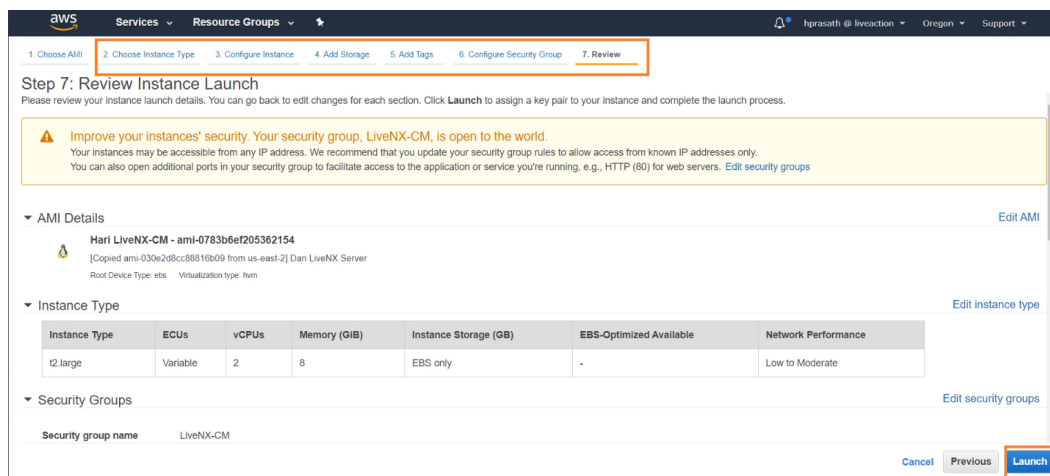 aws Services Resource Groups hprasath @ liveaction Oregon Support
1. Choose AMI 2. Choose Instance Type 3. Configure Instance 4. Add Storage 5. Add Tags 6. Configure Security Group 7. Review
Step 7: Review Instance Launch
Please review your instance launch details. You can go back to edit changes for each section. Click Launch to assign a key pair to your instance and complete the launch process.
Improve your instances' security. Your security group, LiveNX-CM, is open to the world.
Your instances may be accessible from any IP address. We recommend that you update your security group rules to allow access from known IP addresses only.
You can also open additional ports in your security group to facilitate access to the application or service you're running, e.g., HTTP (80) for web servers. Edit security groups
AMI Details Edit AMI
Hari LiveNX-CM - ami-0783b6ef205362154
[Copied ami-030e2d8cc88816b09 from us-east-2] Dan LiveNX Server
Root Device Type: ebs Virtualization type: hvm
Instance Type Edit instance type
Instance Type ECUs vCPUs Memory (GiB) Instance Storage (GB) EBS-Optimized Available Network Performance
t2.large Variable 2 8 EBS only - Low to Moderate
Security Groups Edit security groups
Security group name LiveNX-CM
Cancel Previous Launch